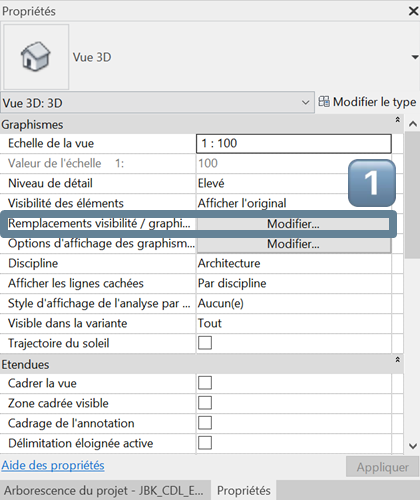 Propriétés
Vue 3D
Vue 3D: 3D
Modifier le type
Graphismes
Echelle de la vue 1 : 100
Valeur de l'échelle 1: 100
Niveau de détail Elevé
1
Visibilité des éléments Afficher l'original
Remplacements visibilité / graphi... Modifier...
Options d'affichage des graphism... Modifier...
Discipline Architecture
Afficher les lignes cachées Par discipline
Style d'affichage de l'analyse par ... Aucun(e)
Visible dans la variante Tout
Trajectoire du soleil
Etendues
Cadrer la vue
Zone cadrée visible
Cadrage de l'annotation
Délimitation éloignée active
Aide des propriétés Appliquer
Arborescence du projet - JBK_CDL_E... Propriétés